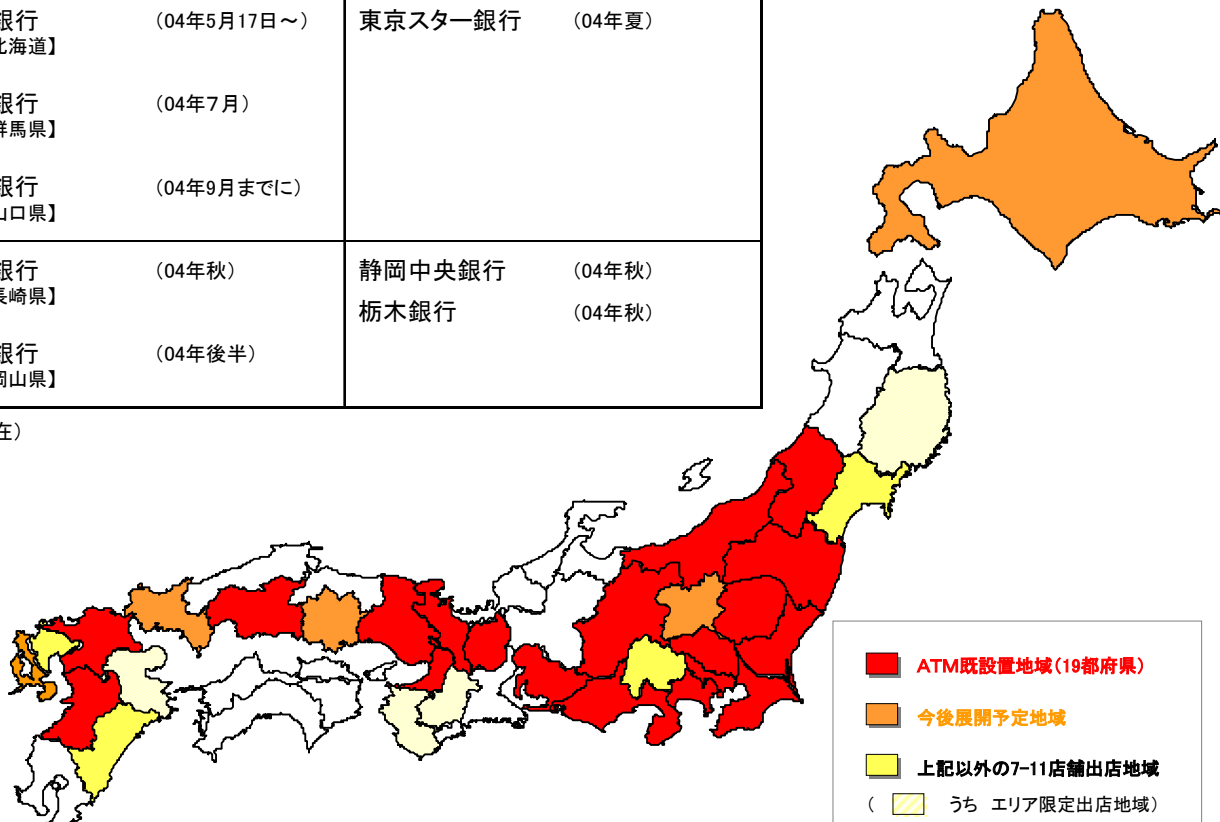 銀行 (04年5月17日～) 東京スター銀行 (04年夏)
北海道】
銀行 (04年7月)
群馬県】
銀行 (04年9月までに)
山口県】
銀行 (04年秋) 静岡中央銀行 (04年秋)
長崎県】
栃木銀行 (04年秋)
銀行 (04年後半)
岡山県】
在)
ATM既設置地域(19都府県)
今後展開予定地域
上記以外の7-11店舗出店地域
( うち エリア限定出店地域)